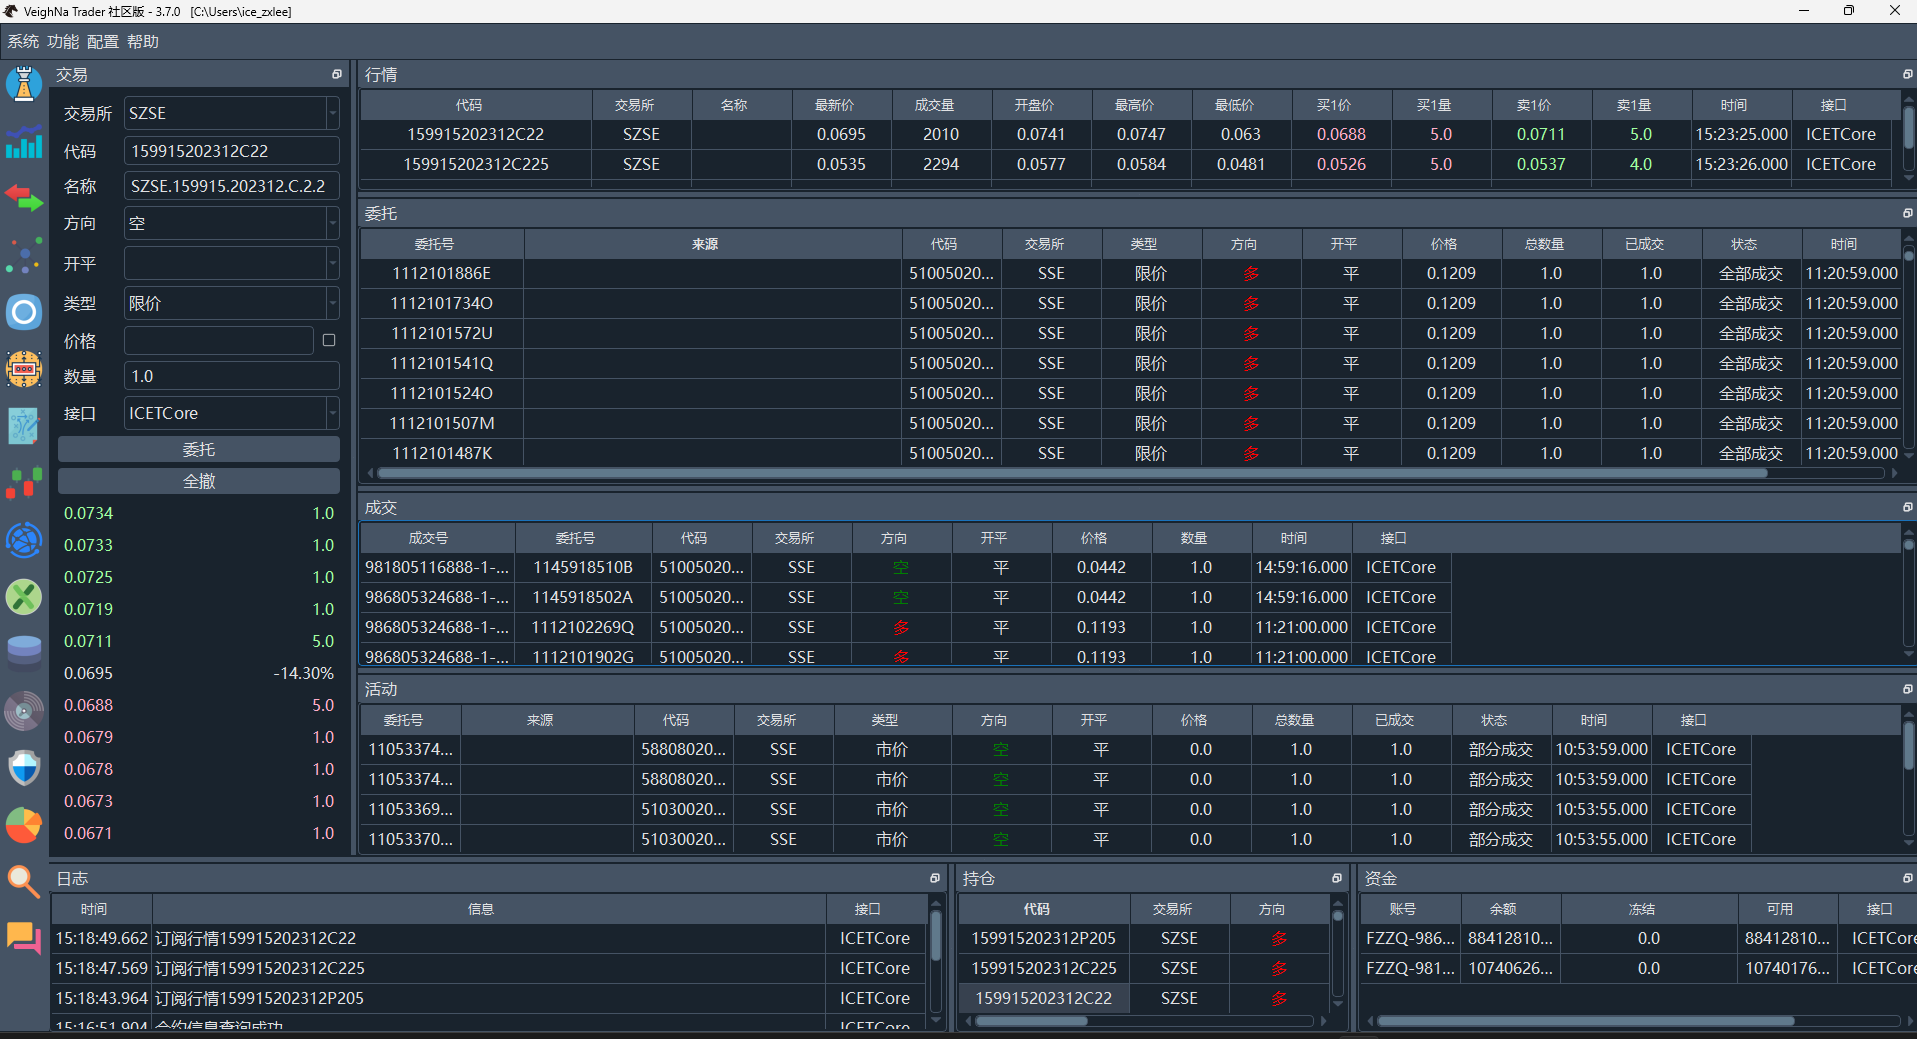 VeighNa Trader 社区版 - 3.7.0   [C:\Users\ice_zxlee]
系统 功能 配置 帮助
交易
交易所 SZSE
代码 159915202312C22
名称 SZSE.159915.202312.C.2.2
方向 空
开平
类型 限价
价格
数量 1.0
接口 ICETCore
委托
全撤
0.0734 1.0
0.0733 1.0
0.0725 1.0
0.0719 1.0
0.0711 5.0
0.0695 -14.30%
0.0688 5.0
0.0679 1.0
0.0678 1.0
0.0673 1.0
0.0671 1.0
行情
代码 交易所 名称 最新价 成交量 开盘价 最高价 最低价 买1价 买1量 卖1价 卖1量 时间 接口
159915202312C22 SZSE 0.0695 2010 0.0741 0.0747 0.063 0.0688 5.0 0.0711 5.0 15:23:25.000 ICETCore
159915202312C225 SZSE 0.0535 2294 0.0577 0.0584 0.0481 0.0526 5.0 0.0537 4.0 15:23:26.000 ICETCore
委托
委托号 来源 代码 交易所 类型 方向 开平 价格 总数量 已成交 状态 时间
1112101886E 51005020... SSE 限价 多 平 0.1209 1.0 1.0 全部成交 11:20:59.000
1112101734O 51005020... SSE 限价 多 平 0.1209 1.0 1.0 全部成交 11:20:59.000
1112101572U 51005020... SSE 限价 多 平 0.1209 1.0 1.0 全部成交 11:20:59.000
1112101541Q 51005020... SSE 限价 多 平 0.1209 1.0 1.0 全部成交 11:20:59.000
1112101524O 51005020... SSE 限价 多 平 0.1209 1.0 1.0 全部成交 11:20:59.000
1112101507M 51005020... SSE 限价 多 平 0.1209 1.0 1.0 全部成交 11:20:59.000
1112101487K 51005020... SSE 限价 多 平 0.1209 1.0 1.0 全部成交 11:20:59.000
成交
成交号 委托号 代码 交易所 方向 开平 价格 数量 时间 接口
981805116888-1-... 1145918510B 51005020... SSE 空 平 0.0442 1.0 14:59:16.000 ICETCore
986805324688-1-... 1145918502A 51005020... SSE 空 平 0.0442 1.0 14:59:16.000 ICETCore
986805324688-1-... 1112102269Q 51005020... SSE 多 平 0.1193 1.0 11:21:00.000 ICETCore
986805324688-1-... 1112101902G 51005020... SSE 多 平 0.1193 1.0 11:21:00.000 ICETCore
活动
委托号 来源 代码 交易所 类型 方向 开平 价格 总数量 已成交 状态 时间 接口
11053374... 58808020... SSE 市价 空 平 0.0 1.0 1.0 部分成交 10:53:59.000 ICETCore
11053374... 58808020... SSE 市价 空 平 0.0 1.0 1.0 部分成交 10:53:59.000 ICETCore
11053369... 51030020... SSE 市价 空 平 0.0 1.0 1.0 部分成交 10:53:55.000 ICETCore
11053370... 51030020... SSE 市价 空 平 0.0 1.0 1.0 部分成交 10:53:55.000 ICETCore
日志
时间 信息 接口
15:18:49.662 订阅行情159915202312C22 ICETCore
15:18:47.569 订阅行情159915202312C225 ICETCore
15:18:43.964 订阅行情159915202312P205 ICETCore
15:16:51.904 合约信息查询成功 ICETCore
持仓
代码 交易所 方向
159915202312P205 SZSE 多
159915202312C225 SZSE 多
159915202312C22 SZSE 多
资金
账号 余额 冻结 可用 接口
FZZQ-986... 88412810... 0.0 88412810... ICETCore
FZZQ-981... 10740626... 0.0 10740176... ICETCore